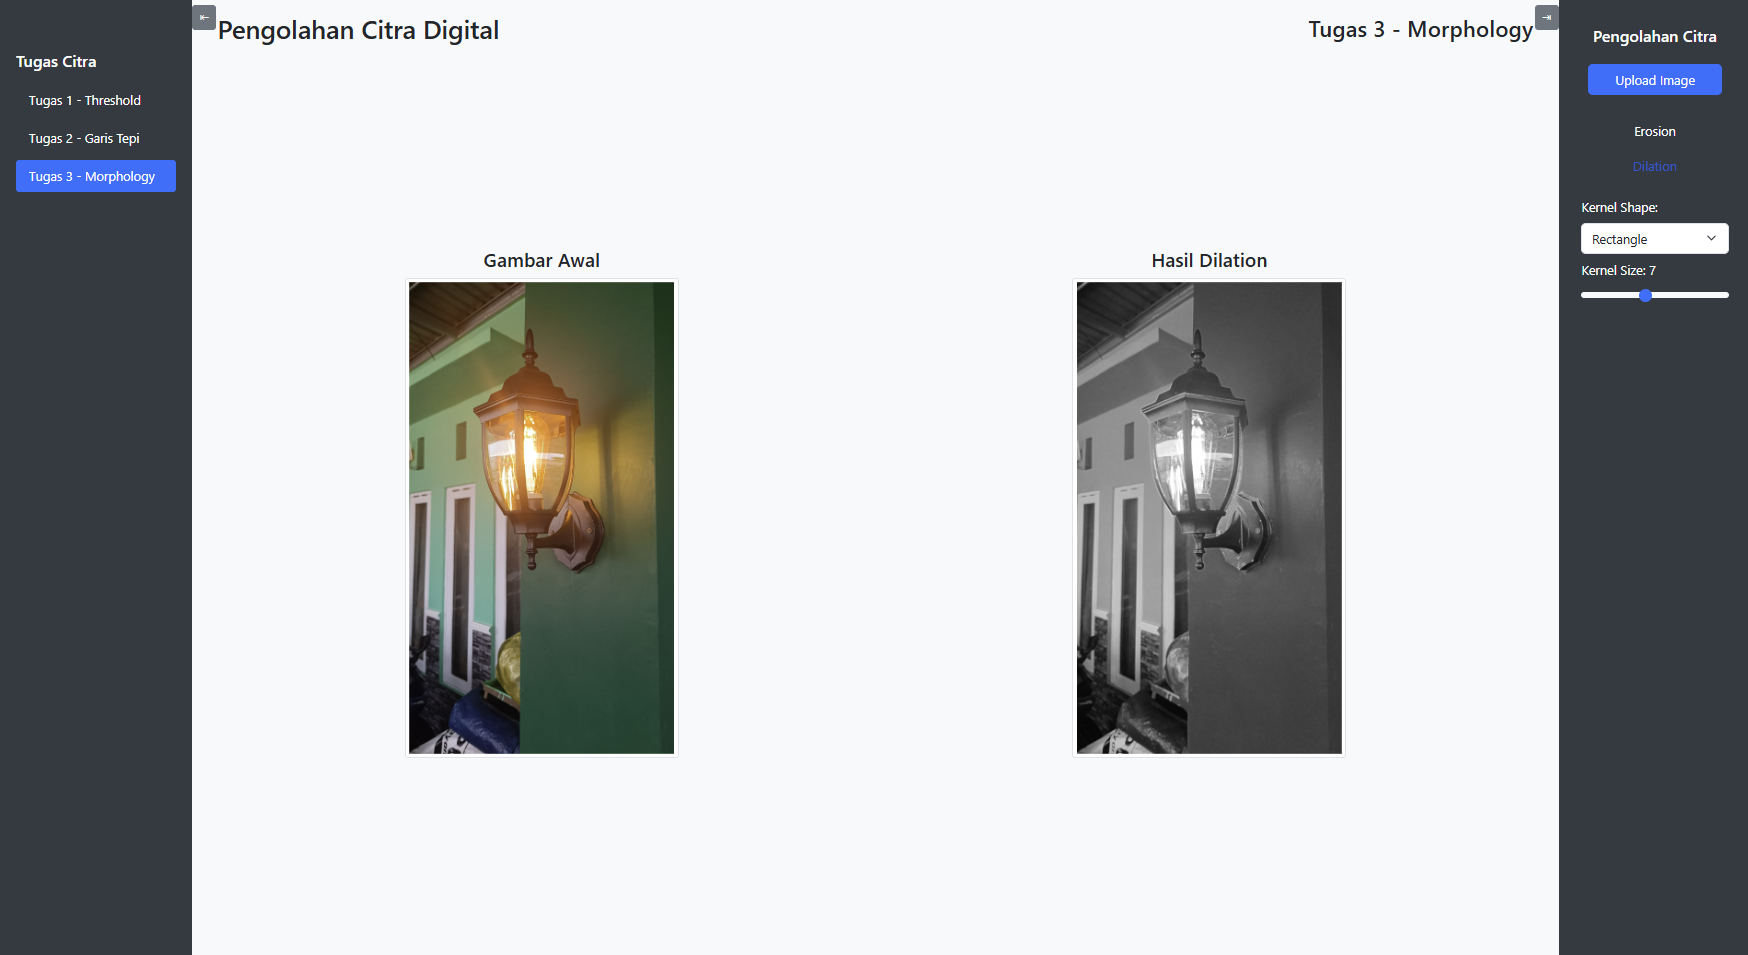 Tugas Citra
Tugas 1 - Threshold
Tugas 2 - Garis Tepi
Tugas 3 - Morphology
Pengolahan Citra Digital
Tugas 3 - Morphology
Gambar Awal
Hasil Dilation
Pengolahan Citra
Upload Image
Erosion
Dilation
Kernel Shape:
Rectangle
Kernel Size: 7